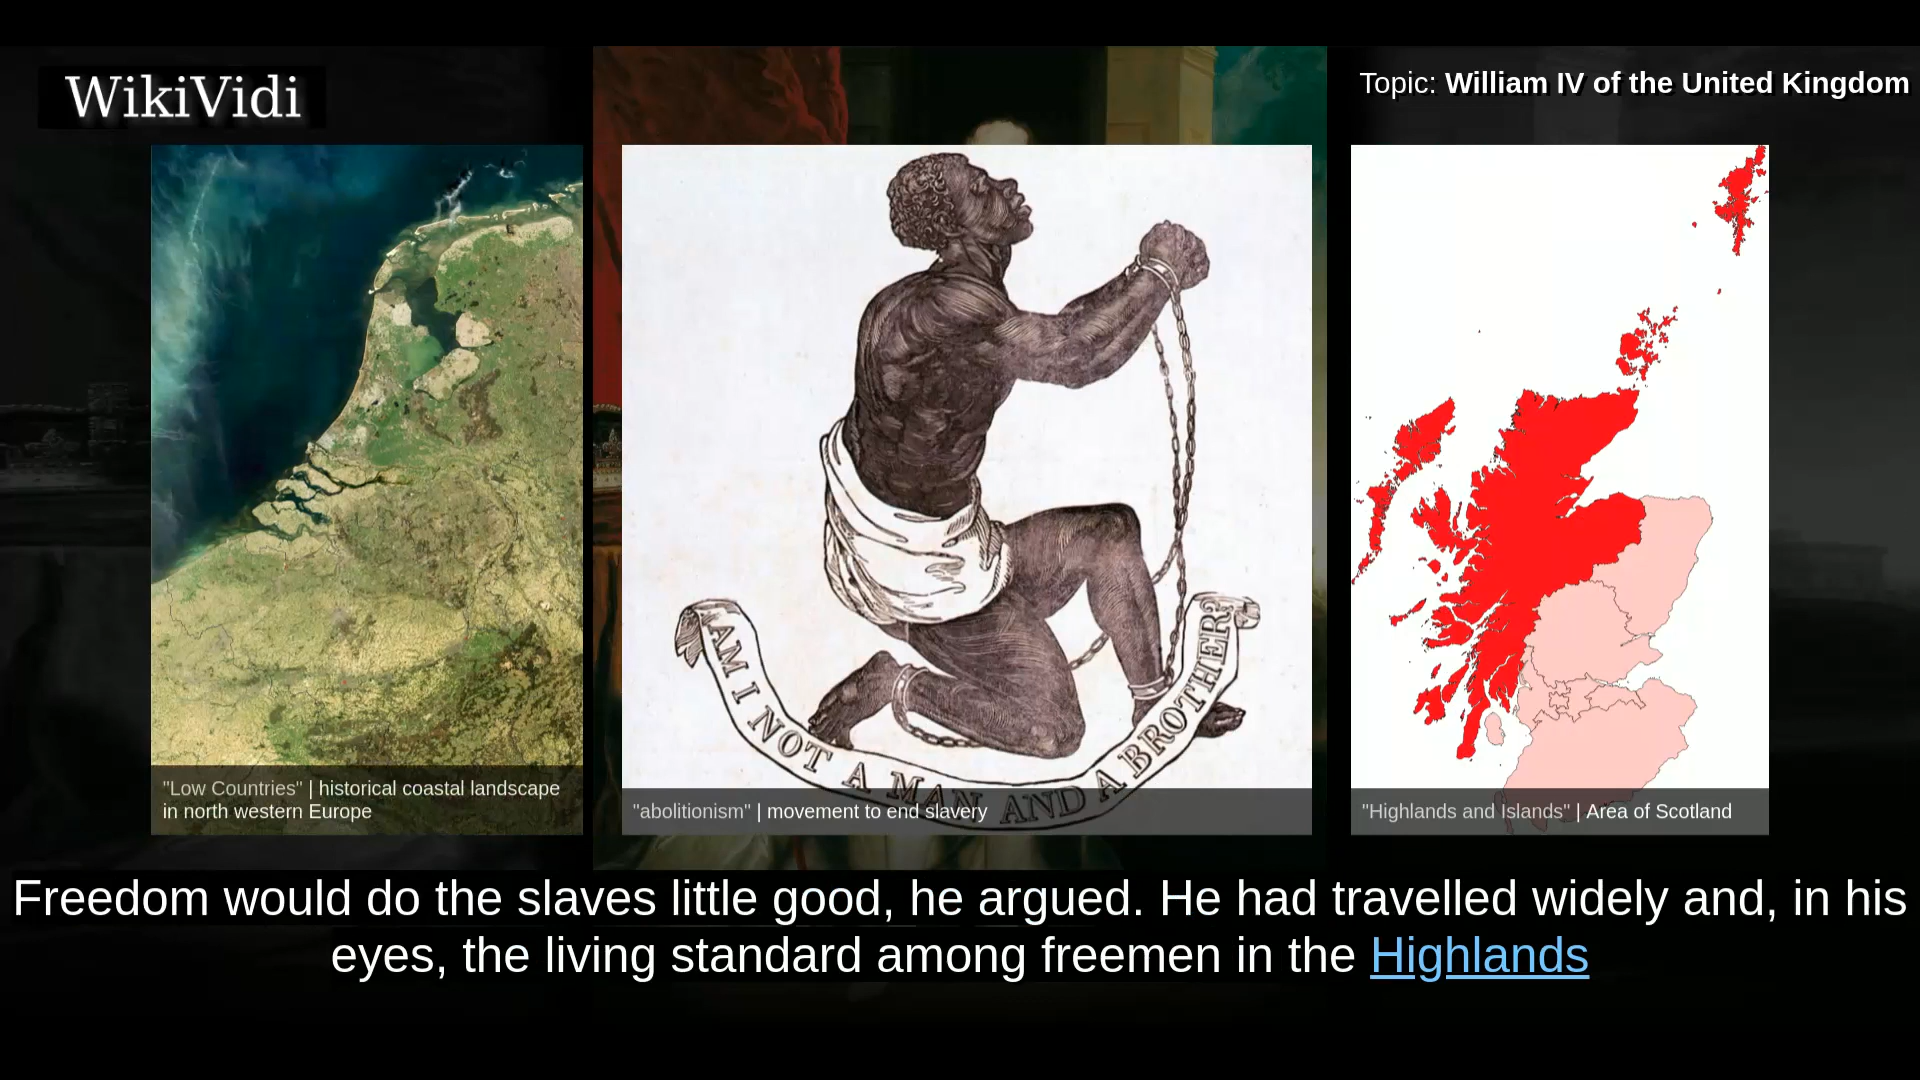 WikiVidi
Topic: William IV of the United Kingdom
"Low Countries" | historical coastal landscape
in north western Europe
AM I NOT A MAN AND A BROTHER?
"abolitionism" | movement to end slavery
"Highlands and Islands" | Area of Scotland
Freedom would do the slaves little good, he argued. He had travelled widely and, in his
eyes, the living standard among freemen in the Highlands